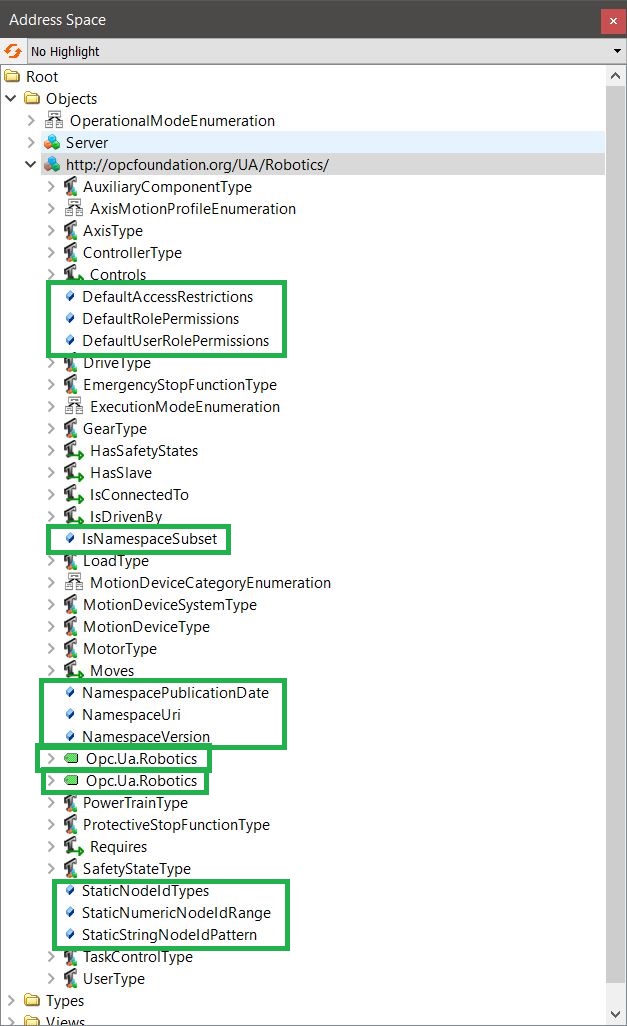 Address Space
No Highlight
Root
Objects
OperationalModeEnumeration
Server
http://opcfoundation.org/UA/Robotics/
AuxiliaryComponentType
AxisMotionProfileEnumeration
AxisType
ControllerType
Controls
DefaultAccessRestrictions
DefaultRolePermissions
DefaultUserRolePermissions
DriveType
EmergencyStopFunctionType
ExecutionModeEnumeration
GearType
HasSafetyStates
HasSlave
IsConnectedTo
IsDrivenBy
IsNamespaceSubset
LoadType
MotionDeviceCategoryEnumeration
MotionDeviceSystemType
MotionDeviceType
MotorType
Moves
NamespacePublicationDate
NamespaceUri
NamespaceVersion
Opc.Ua.Robotics
Opc.Ua.Robotics
PowerTrainType
ProtectiveStopFunctionType
Requires
SafetyStateType
StaticNodeIdTypes
StaticNumericNodeIdRange
StaticStringNodeIdPattern
TaskControlType
UserType
Types
Views